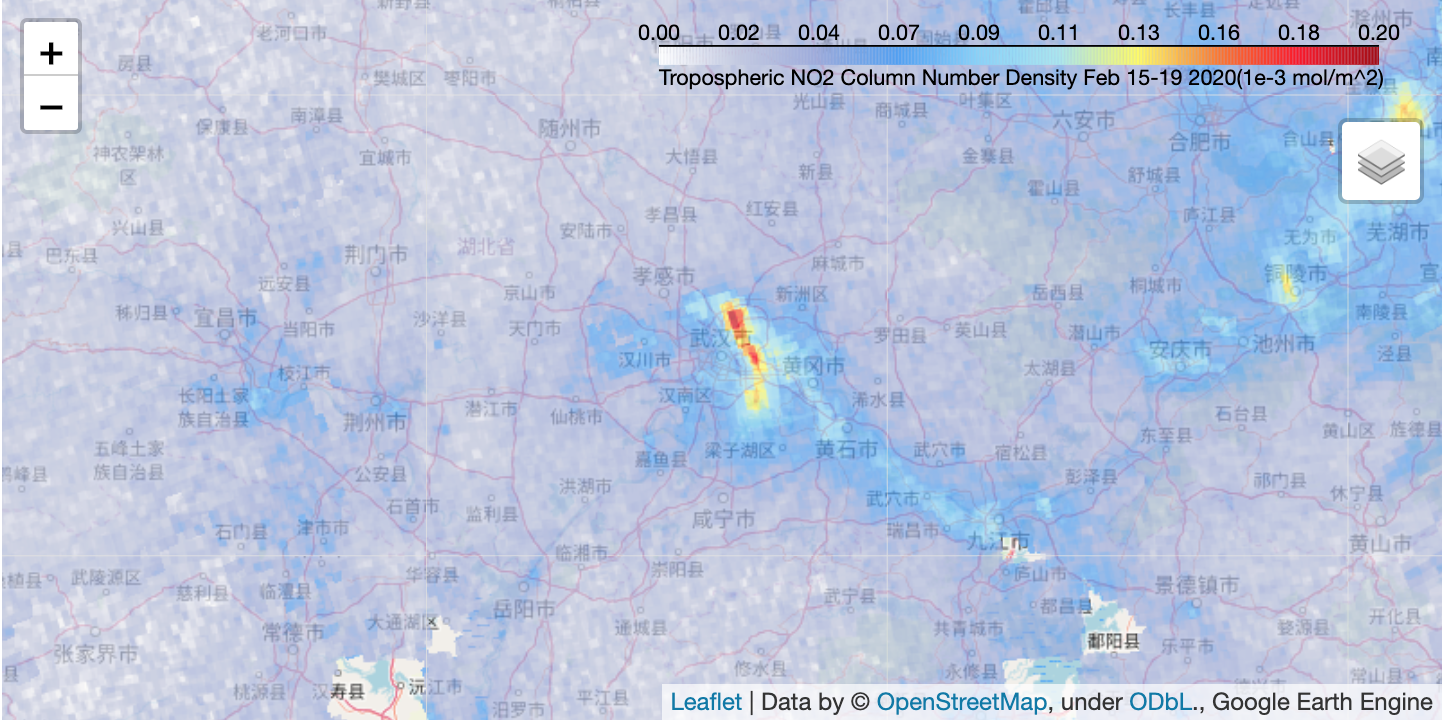 +
−
0.00 0.02 0.04 0.07 0.09 0.11 0.13 0.16 0.18 0.20
Tropospheric NO2 Column Number Density Feb 15-19 2020(1e-3 mol/m^2)
霍邱县
长丰县
滁州市
老河口市
房县
樊城区
枣阳市
光山县
商城县
叶集区
六安市
合肥市
含山县
保康县
南漳县
随州市
神农架林
区
宜城市
大悟县
新县
金寨县
霍山县
舒城县
兴山县
孝昌县
红安县
庐江县
无为市
芜湖市
巴东县
荆门市
湖北省
安陆市
麻城市
远安县
孝感市
铜陵市
桐城市
岳西县
京山市
新洲区
秭归县
宜昌市
当阳市
沙洋县
天门市
武汉市
罗田县
英山县
潜山市
池州市
南陵县
安庆市
泾县
汉川市
黄冈市
太湖县
枝江市
长阳土家
族自治县
荆州市
潜江市
仙桃市
汉南区
浠水县
石台县
黄山区
旌德县
五峰土家
族自治县
梁子湖区
黄石市
武穴市
宿松县
东至县
嘉鱼县
公安县
彭泽县
祁门县
休宁县
洪湖市
武穴市
石首市
监利县
咸宁市
瑞昌市
石门县
津市市
九江市
黄山市
临湘市
崇阳县
武陵源区
慈利县
临澧县
华容县
岳阳市
庐山市
景德镇市
武宁县
都昌县
大通湖区
通城县
共青城市
鄱阳县
乐平市
婺源县
开化县
常德市
张家界市
修水县
永修县
常山县
桃源县
汉寿县
沅江市
汨罗市
平江县
Leaflet | Data by © OpenStreetMap, under ODbL., Google Earth Engine